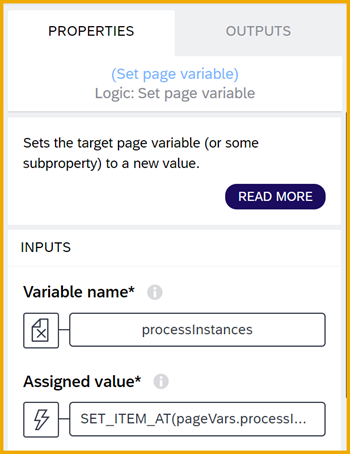 PROPERTIES
OUTPUTS
(Set page variable)
Logic: Set page variable
Sets the target page variable (or some
subproperty) to a new value.
READ MORE
INPUTS
Variable name*
processInstances
Assigned value*
SET_ITEM_AT(pageVars.processI...